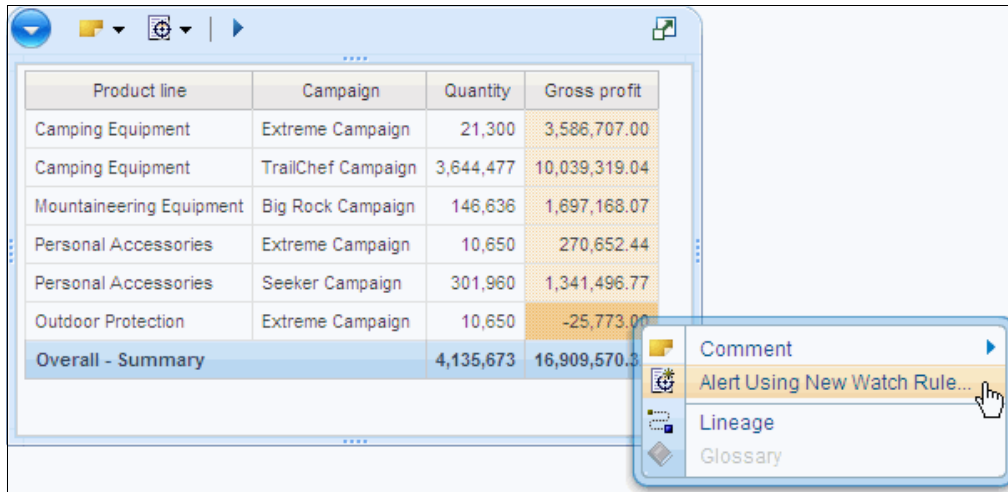 Product line Campaign Quantity Gross profit
Camping Equipment Extreme Campaign 21,300 3,586,707.00
Camping Equipment TrailChef Campaign 3,644,477 10,039,319.04
Mountaineering Equipment Big Rock Campaign 146,636 1,697,168.07
Personal Accessories Extreme Campaign 10,650 270,652.44
Personal Accessories Seeker Campaign 301,960 1,341,496.77
Outdoor Protection Extreme Campaign 10,650 -25,773.00
Overall - Summary 4,135,673 16,909,570.3
Comment
Alert Using New Watch Rule...
Lineage
Glossary